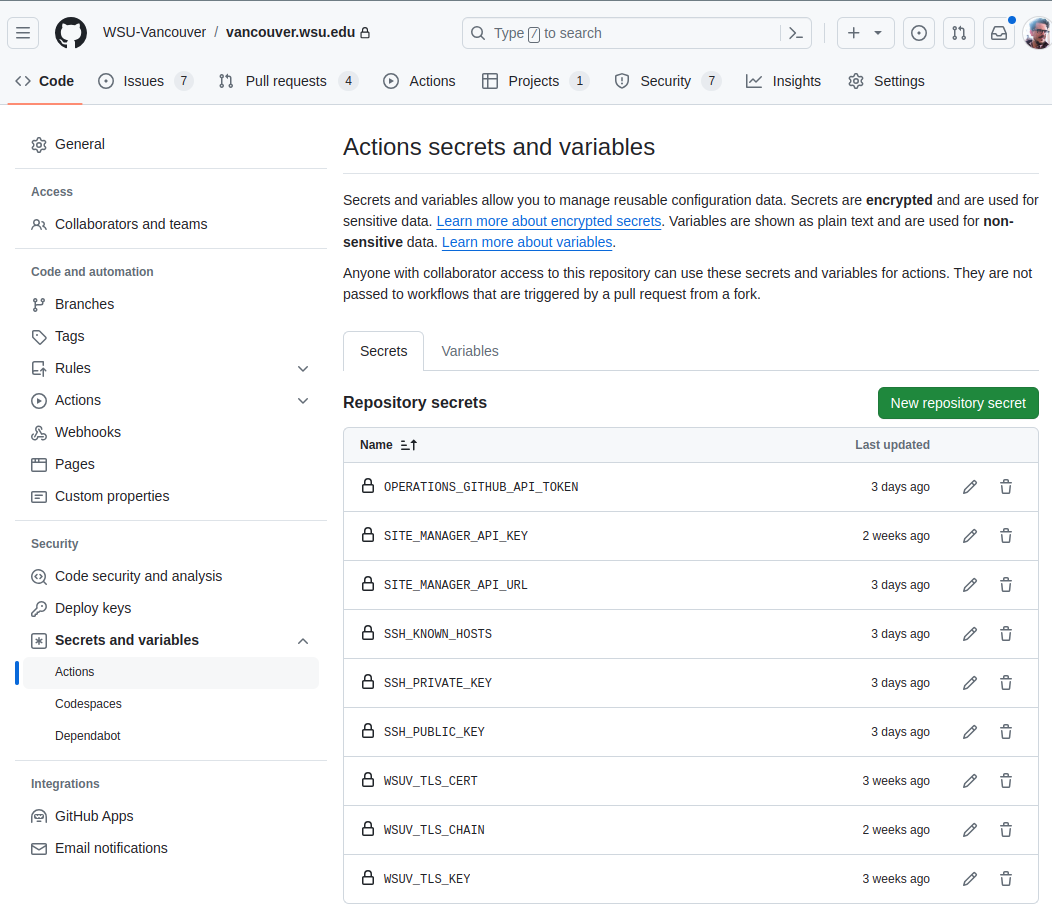 WSU-Vancouver / vancouver.wsu.edu
Type / to search
Code
Issues 7
Pull requests 4
Actions
Projects 1
Security 7
Insights
Settings
General
Access
Collaborators and teams
Code and automation
Branches
Tags
Rules
Actions
Webhooks
Pages
Custom properties
Security
Code security and analysis
Deploy keys
Secrets and variables
Actions
Codespaces
Dependabot
Integrations
GitHub Apps
Email notifications
Actions secrets and variables
Secrets and variables allow you to manage reusable configuration data. Secrets are encrypted and are used for
sensitive data. Learn more about encrypted secrets. Variables are shown as plain text and are used for non-
sensitive data. Learn more about variables.
Anyone with collaborator access to this repository can use these secrets and variables for actions. They are not
passed to workflows that are triggered by a pull request from a fork.
Secrets Variables
Repository secrets New repository secret
Name Last updated
OPERATIONS_GITHUB_API_TOKEN 3 days ago
SITE_MANAGER_API_KEY 2 weeks ago
SITE_MANAGER_API_URL 3 days ago
SSH_KNOWN_HOSTS 3 days ago
SSH_PRIVATE_KEY 3 days ago
SSH_PUBLIC_KEY 3 days ago
WSUV_TLS_CERT 3 weeks ago
WSUV_TLS_CHAIN 2 weeks ago
WSUV_TLS_KEY 3 weeks ago